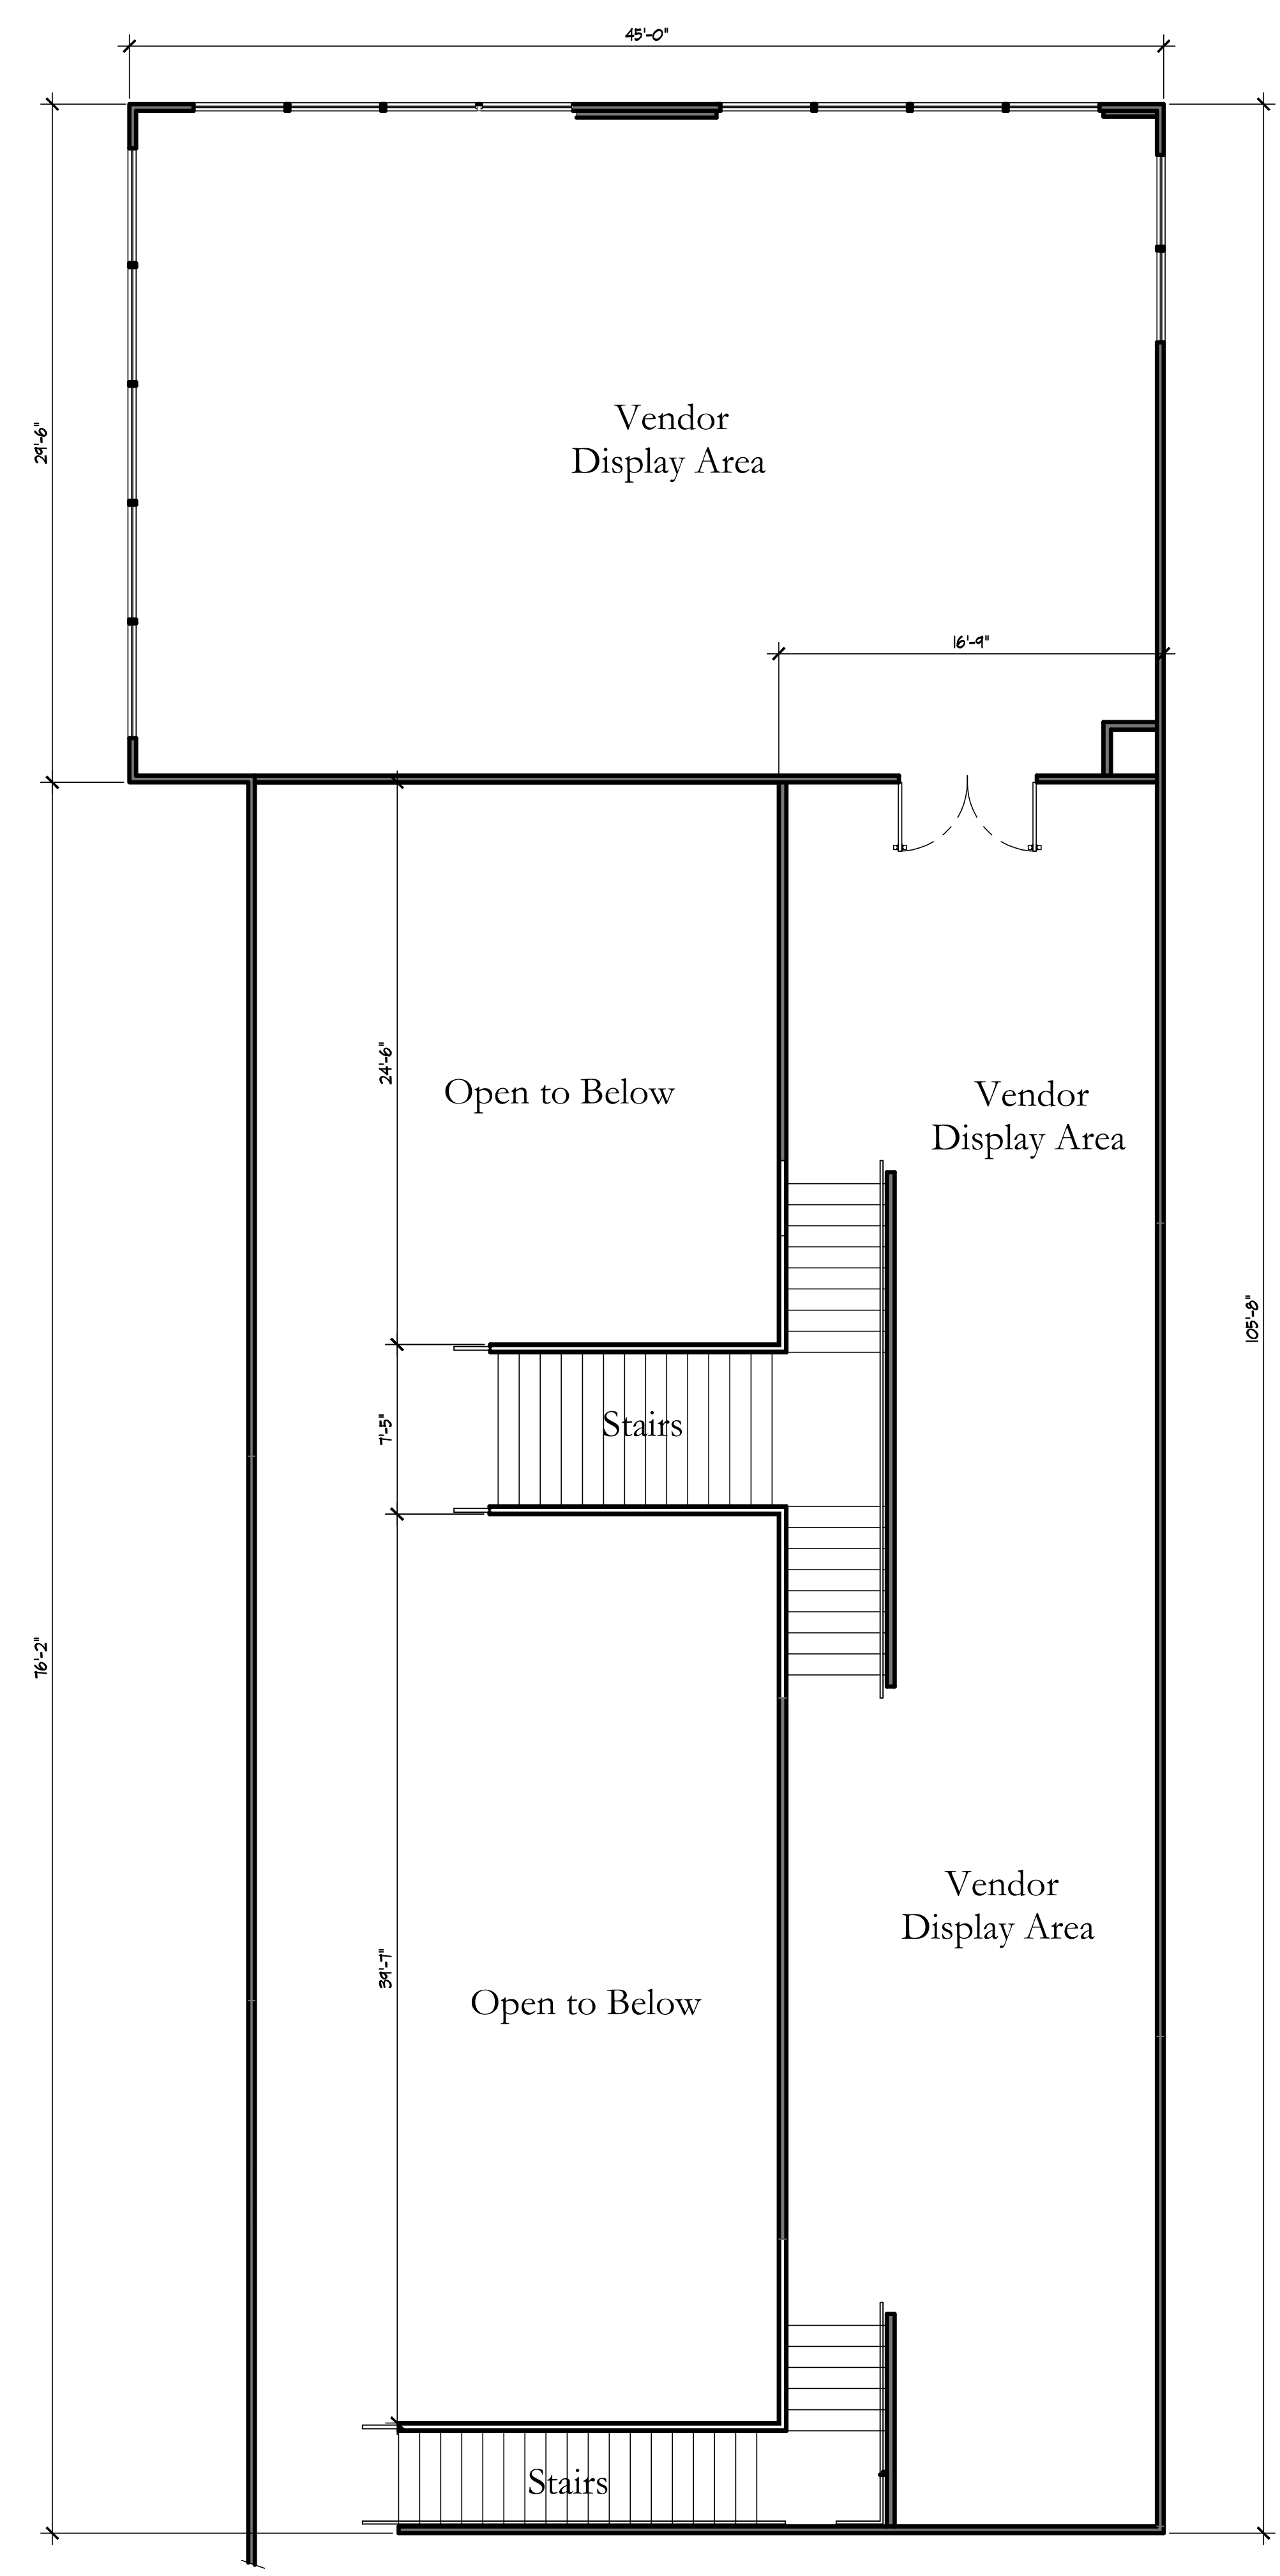 45'-0"
29'-6"
Vendor
Display Area
16'-9"
24'-6"
Open to Below
Vendor
Display Area
105'-8"
7'-5"
Stairs
76'-2"
Vendor
Display Area
39'-7"
Open to Below
Stairs